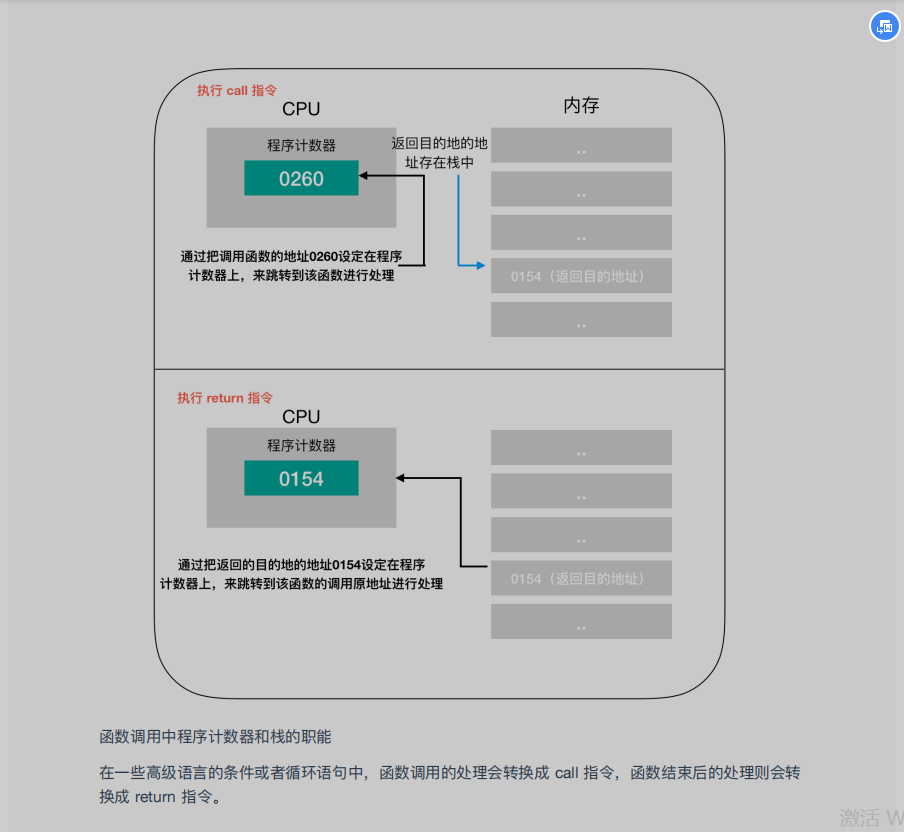 执行 call 指令
CPU
内存
程序计数器
0260
返回目的地的地
址存在栈中
..
..
..
0154（返回目的地址）
..
通过把调用函数的地址0260设定在程序
计数器上，来跳转到该函数进行处理
执行 return 指令
CPU
程序计数器
0154
..
..
..
0154（返回目的地址）
..
通过把返回的目的地的地址0154设定在程序
计数器上，来跳转到该函数的调用原地址进行处理
函数调用中程序计数器和栈的职能
在一些高级语言的条件或者循环语句中，函数调用的处理会转换成 call 指令，函数结束后的处理则会转
换成 return 指令。
激活 W